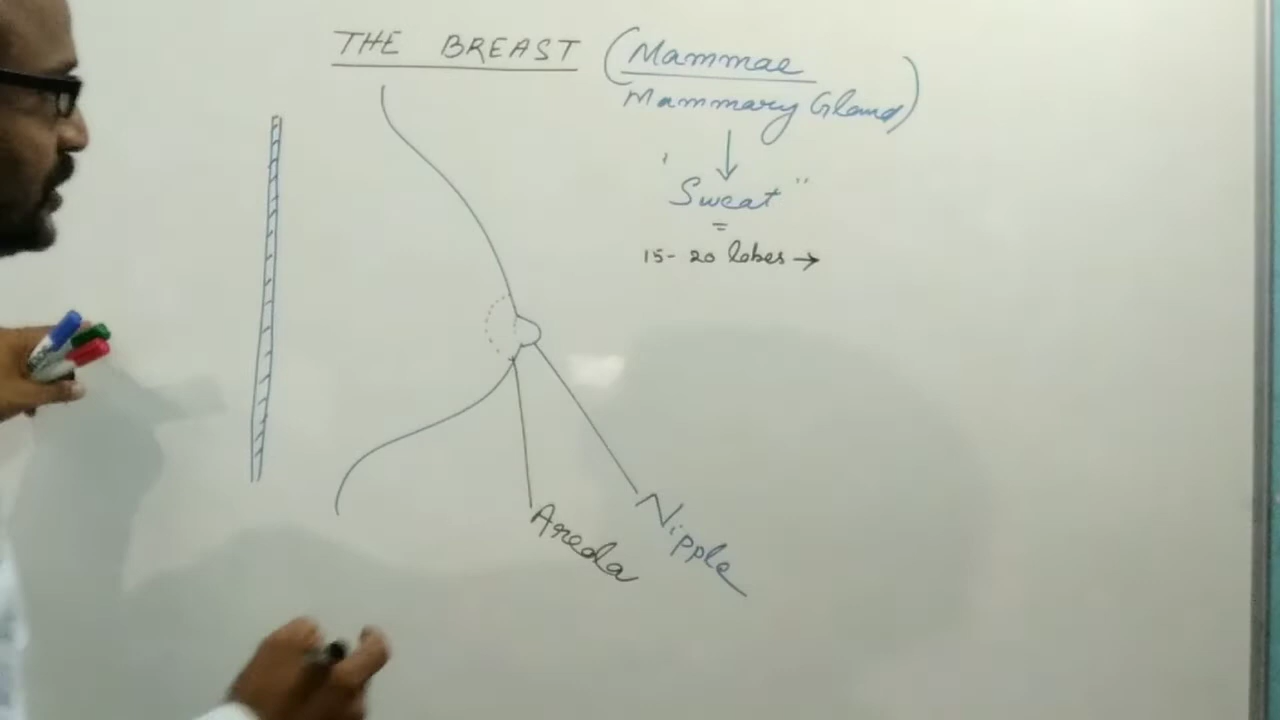 THE BREAST (Mammae
Mammary Gland)
↓
' Sweat "
=
15- 20 lobes →
Areola
Nipple